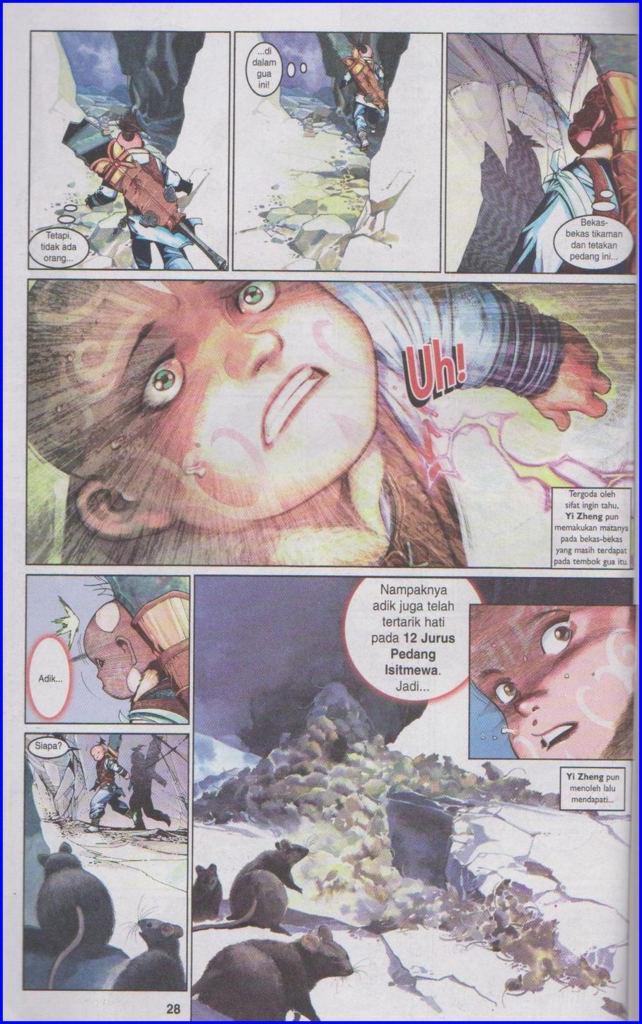 Tetapi,
tidak ada
orang...
...di
dalam
gua
ini!
Bekas-
bekas tikaman
dan tetakan
pedang ini...
Uh!
Tergoda oleh
sifat ingin tahu,
Yi Zheng pun
memakukan matanya
pada bekas-bekas
yang masih terdapat
pada tembok gua itu.
Adik...
Siapa?
Nampaknya
adik juga telah
tertarik hati
pada 12 Jurus
Pedang
Isitmewa.
Jadi...
Yi Zheng pun
menoleh lalu
mendapati...
28